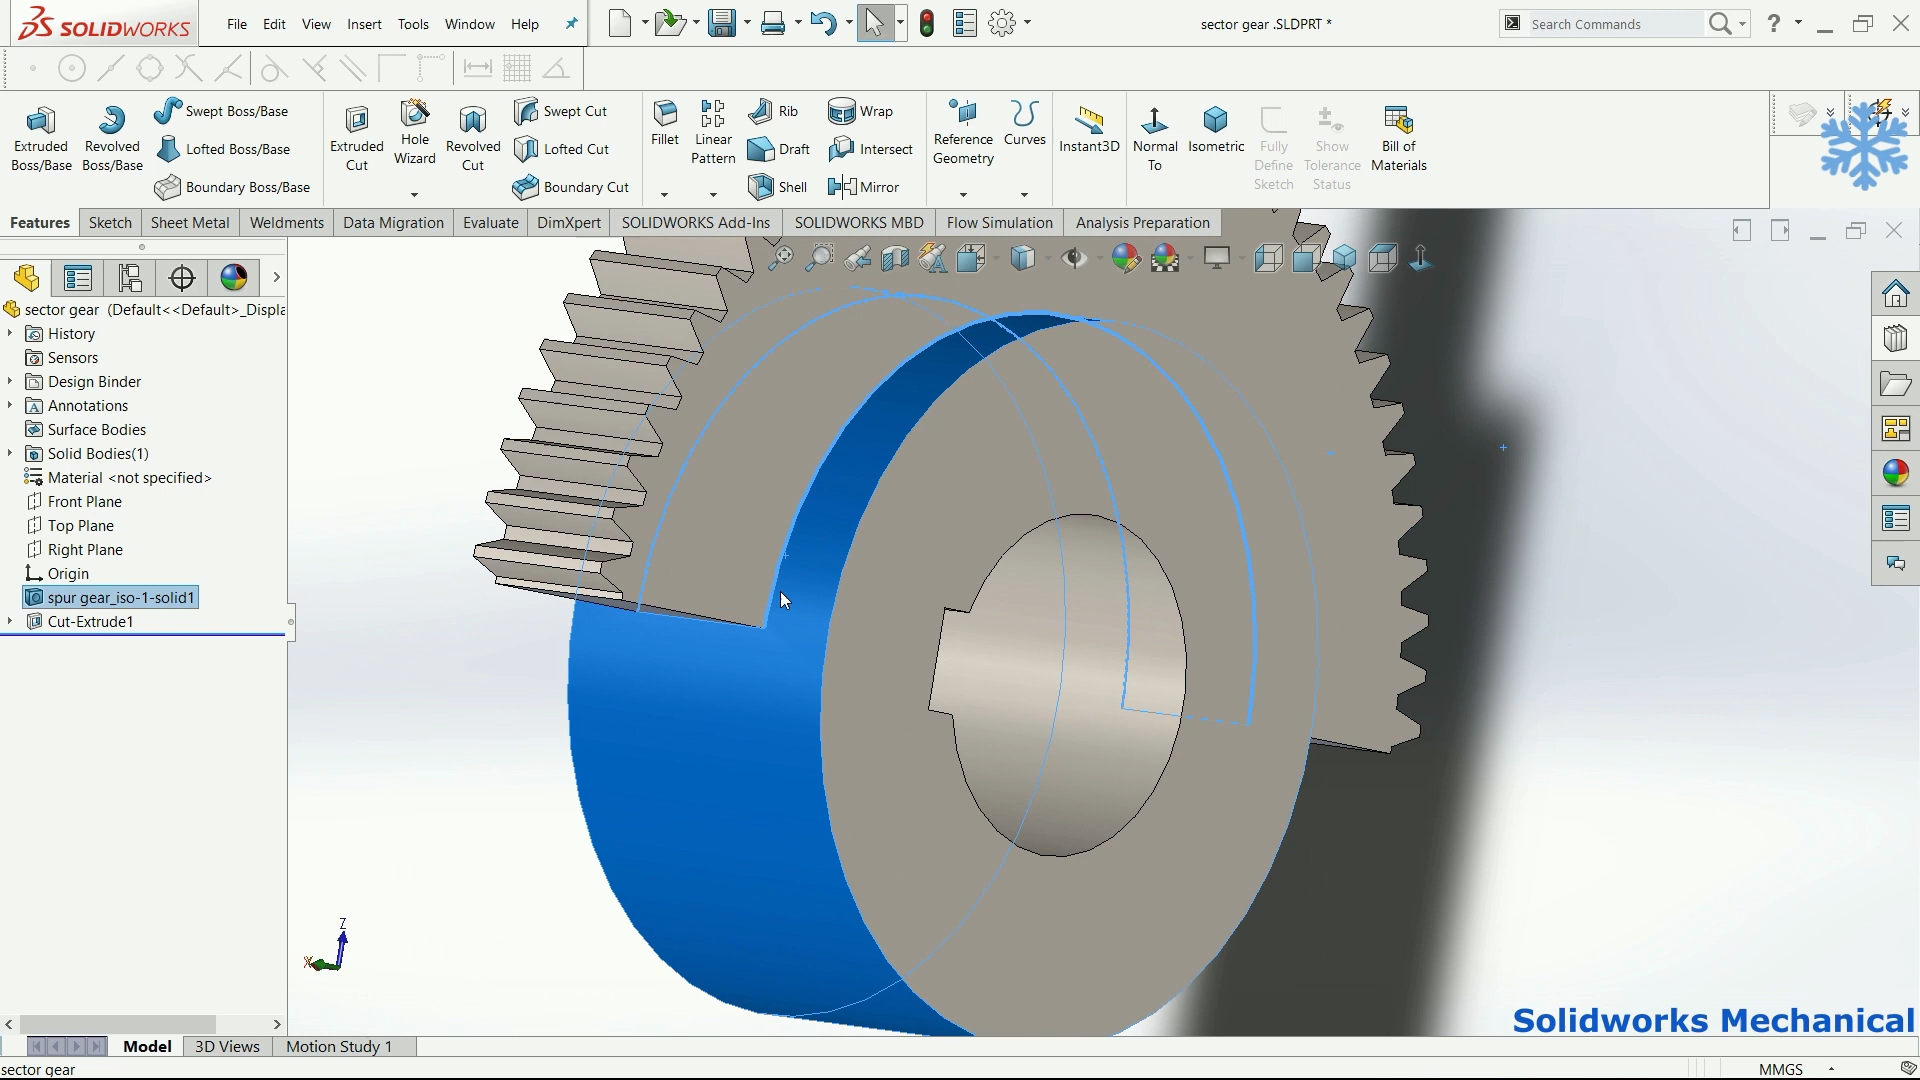 SOLIDWORKS
File Edit View Insert Tools Window Help
sector gear .SLDPRT *
Search Commands
?
Extruded Boss/Base
Revolved Boss/Base
Swept Boss/Base
Lofted Boss/Base
Boundary Boss/Base
Extruded Cut
Hole Wizard
Revolved Cut
Swept Cut
Lofted Cut
Boundary Cut
Fillet
Linear Pattern
Rib
Draft
Shell
Wrap
Intersect
Mirror
Reference Geometry
Curves
Instant3D
Normal To
Isometric
Fully Define Sketch
Show Tolerance Status
Bill of Materials
Features Sketch Sheet Metal Weldments Data Migration Evaluate DimXpert SOLIDWORKS Add-Ins SOLIDWORKS MBD Flow Simulation Analysis Preparation
sector gear (Default<<Default>_Displa
History
Sensors
Design Binder
Annotations
Surface Bodies
Solid Bodies(1)
Material <not specified>
Front Plane
Top Plane
Right Plane
Origin
spur gear_iso-1-solid1
Cut-Extrude1
Z
X
Solidworks Mechanical
Model 3D Views Motion Study 1
sector gear
MMGS